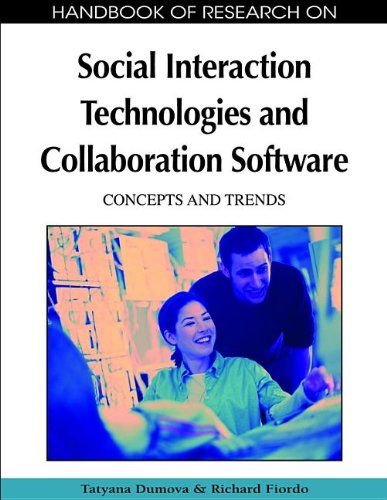 HANDBOOK OF RESEARCH ON
Social Interaction
Technologies and
Collaboration Software
CONCEPTS AND TRENDS
Tatyana Dumova & Richard Fiordo